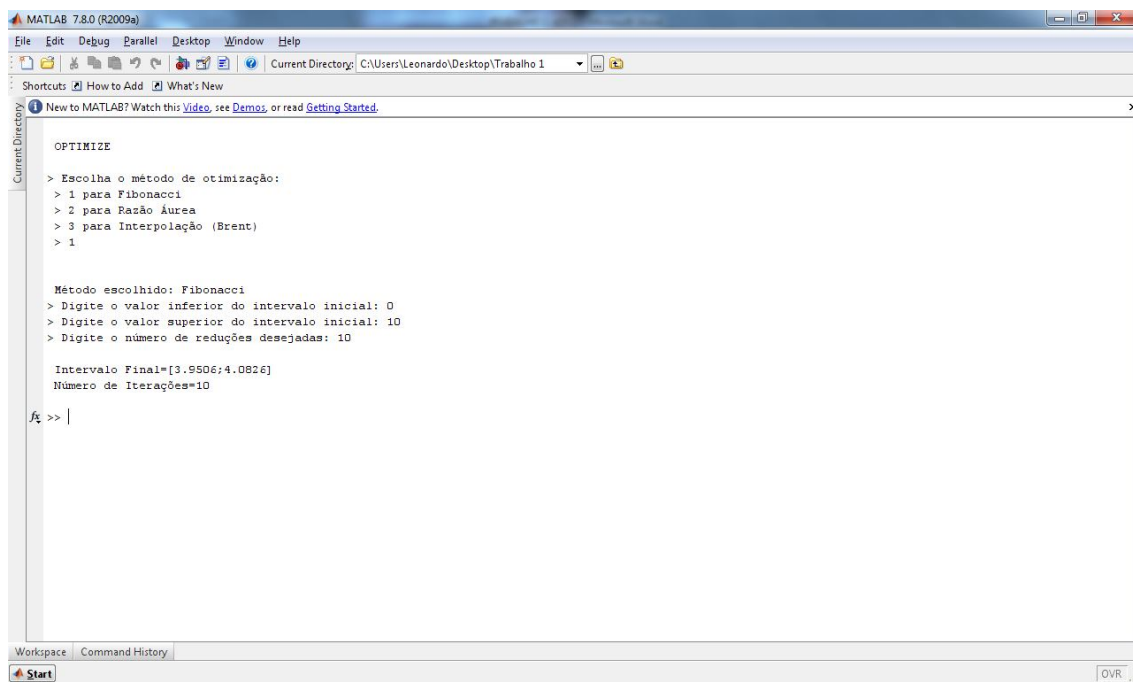 MATLAB 7.8.0 (R2009a)
File Edit Debug Parallel Desktop Window Help
Current Directory: C:\Users\Leonardo\Desktop\Trabalho 1
Shortcuts How to Add What's New
New to MATLAB? Watch this Video, see Demos, or read Getting Started.
Current Directory
OPTIMIZE
> Escolha o método de otimização:
> 1 para Fibonacci
> 2 para Razão Áurea
> 3 para Interpolação (Brent)
> 1
Método escolhido: Fibonacci
> Digite o valor inferior do intervalo inicial: 0
> Digite o valor superior do intervalo inicial: 10
> Digite o número de reduções desejadas: 10
Intervalo Final=[3.9506;4.0826]
Número de Iterações=10
fx >>
Workspace Command History
Start OVR